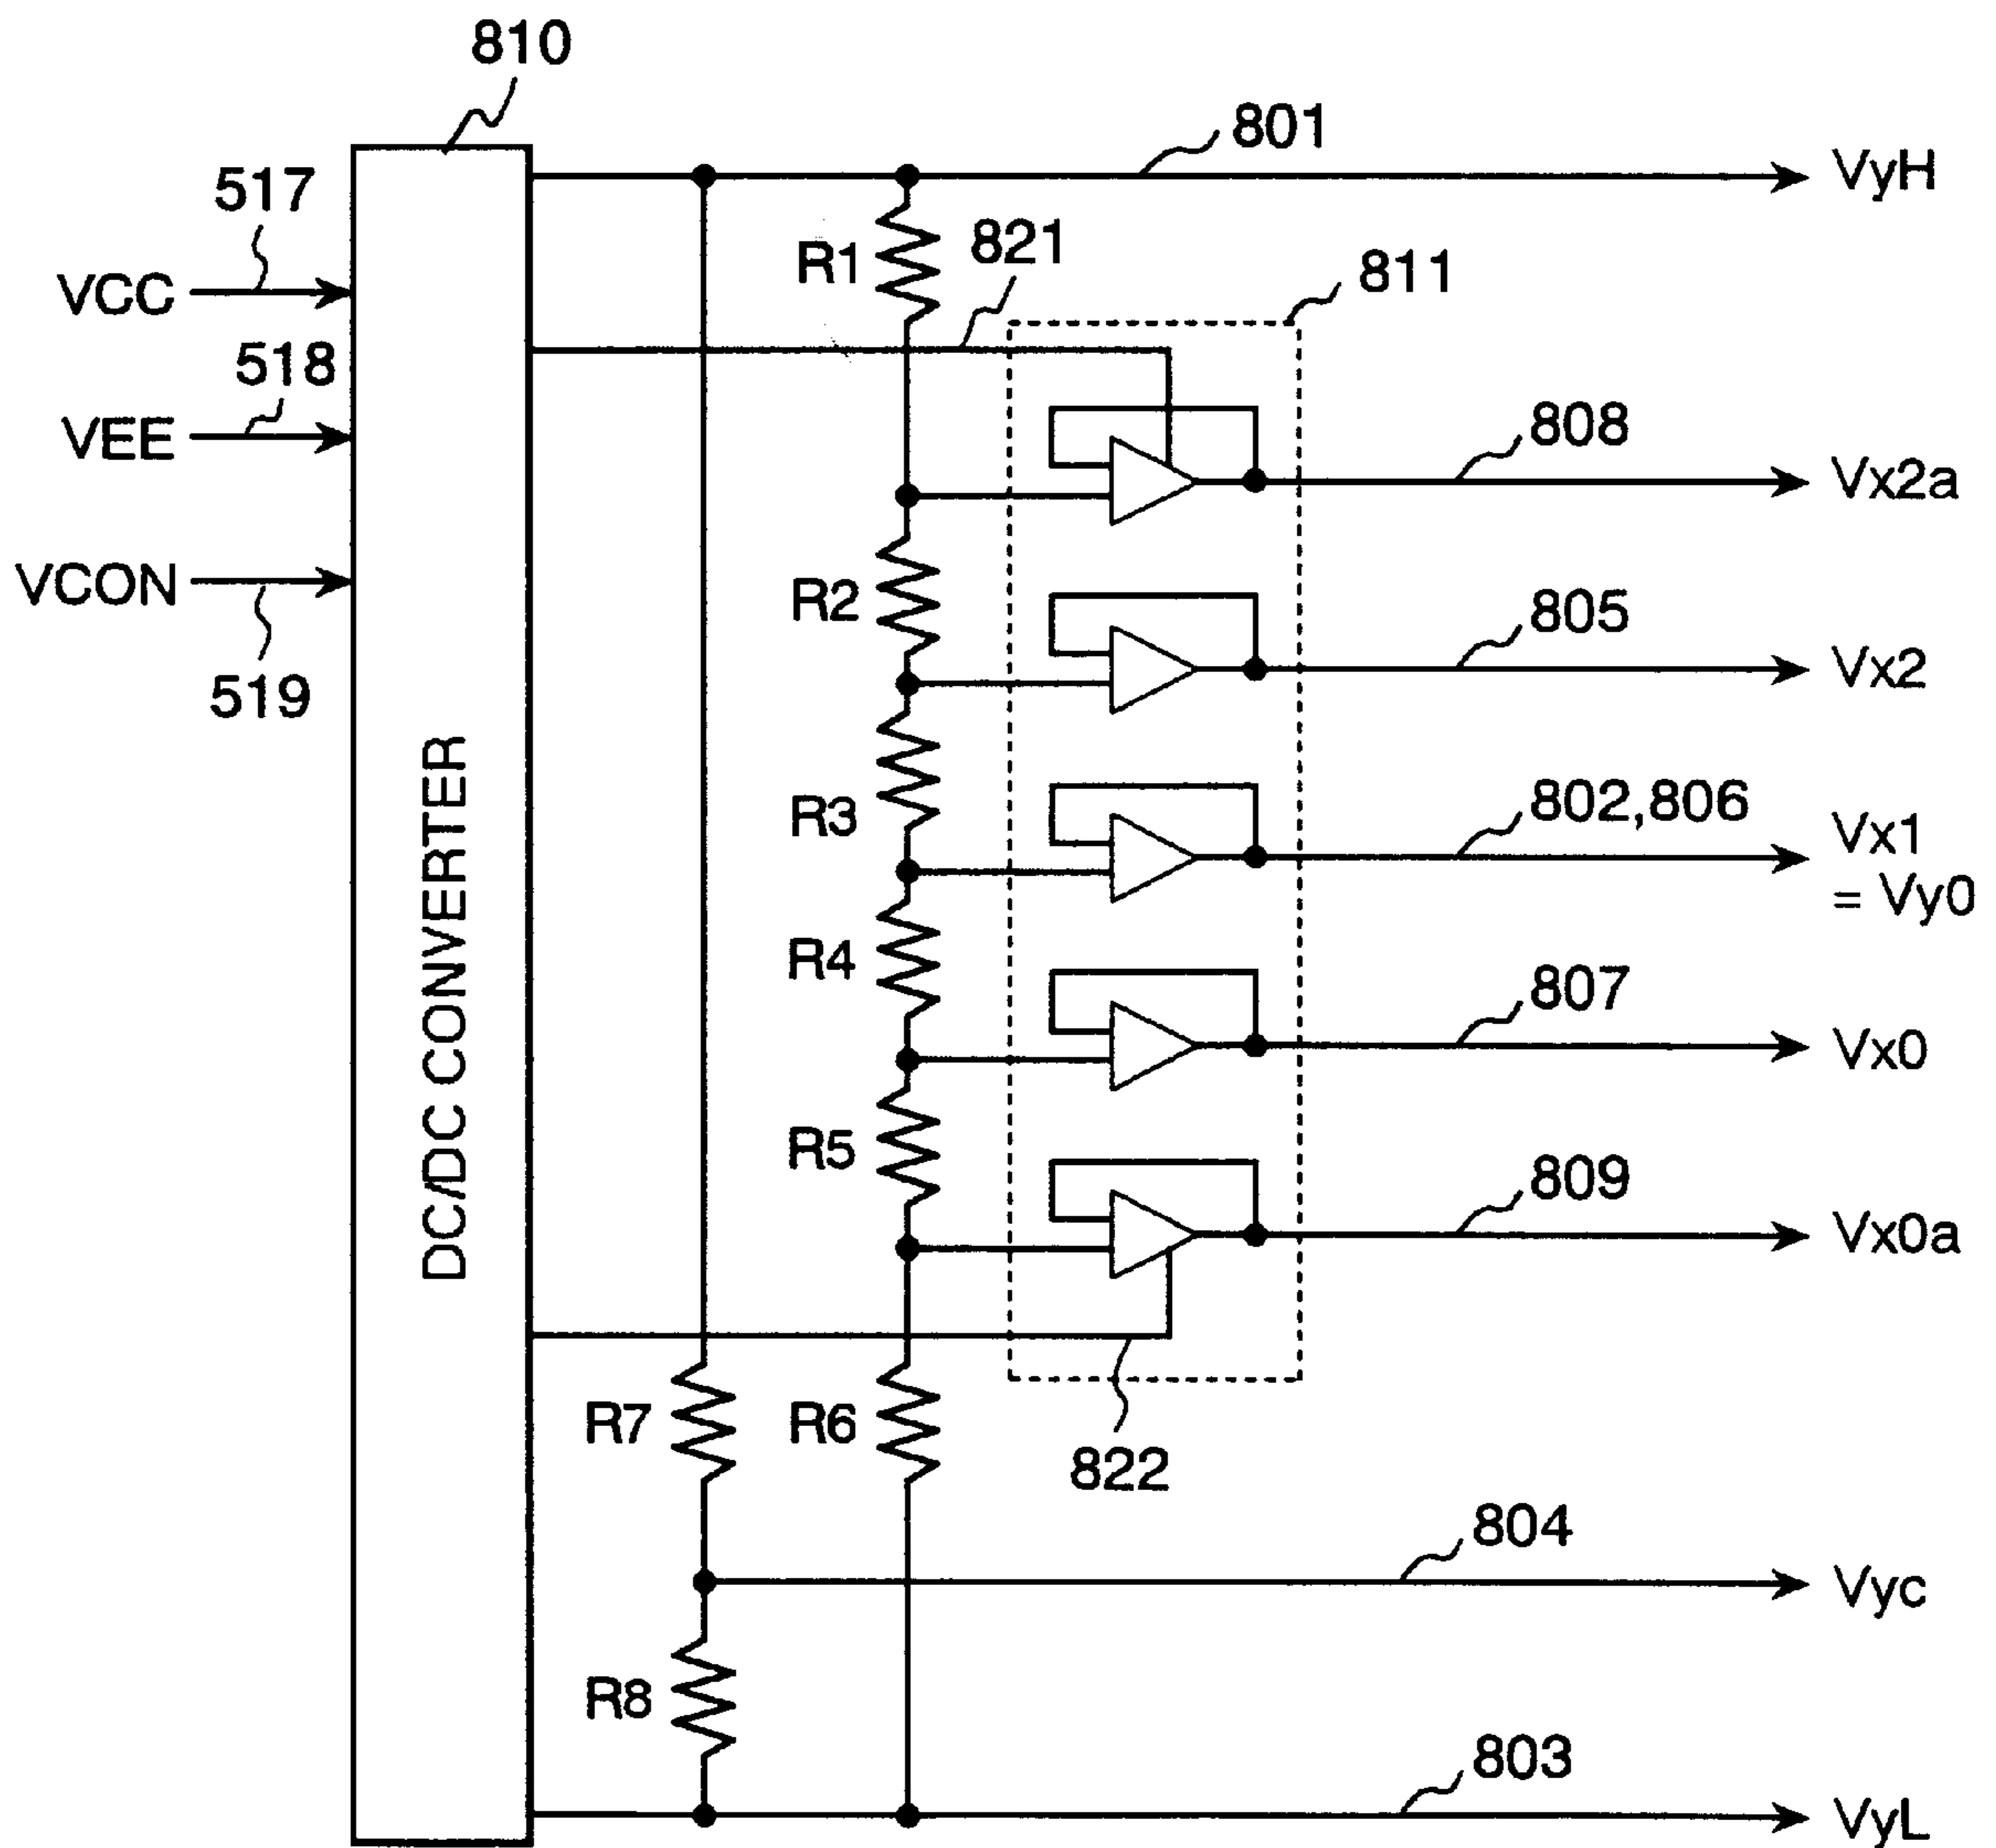 810
801
VyH
517
VCC
R1
821
811
518
VEE
808
Vx2a
VCON
519
R2
805
Vx2
DC/DC CONVERTER
R3
802,806
Vx1
= Vy0
R4
807
Vx0
R5
809
Vx0a
R7
R6
822
804
Vyc
R8
803
VyL